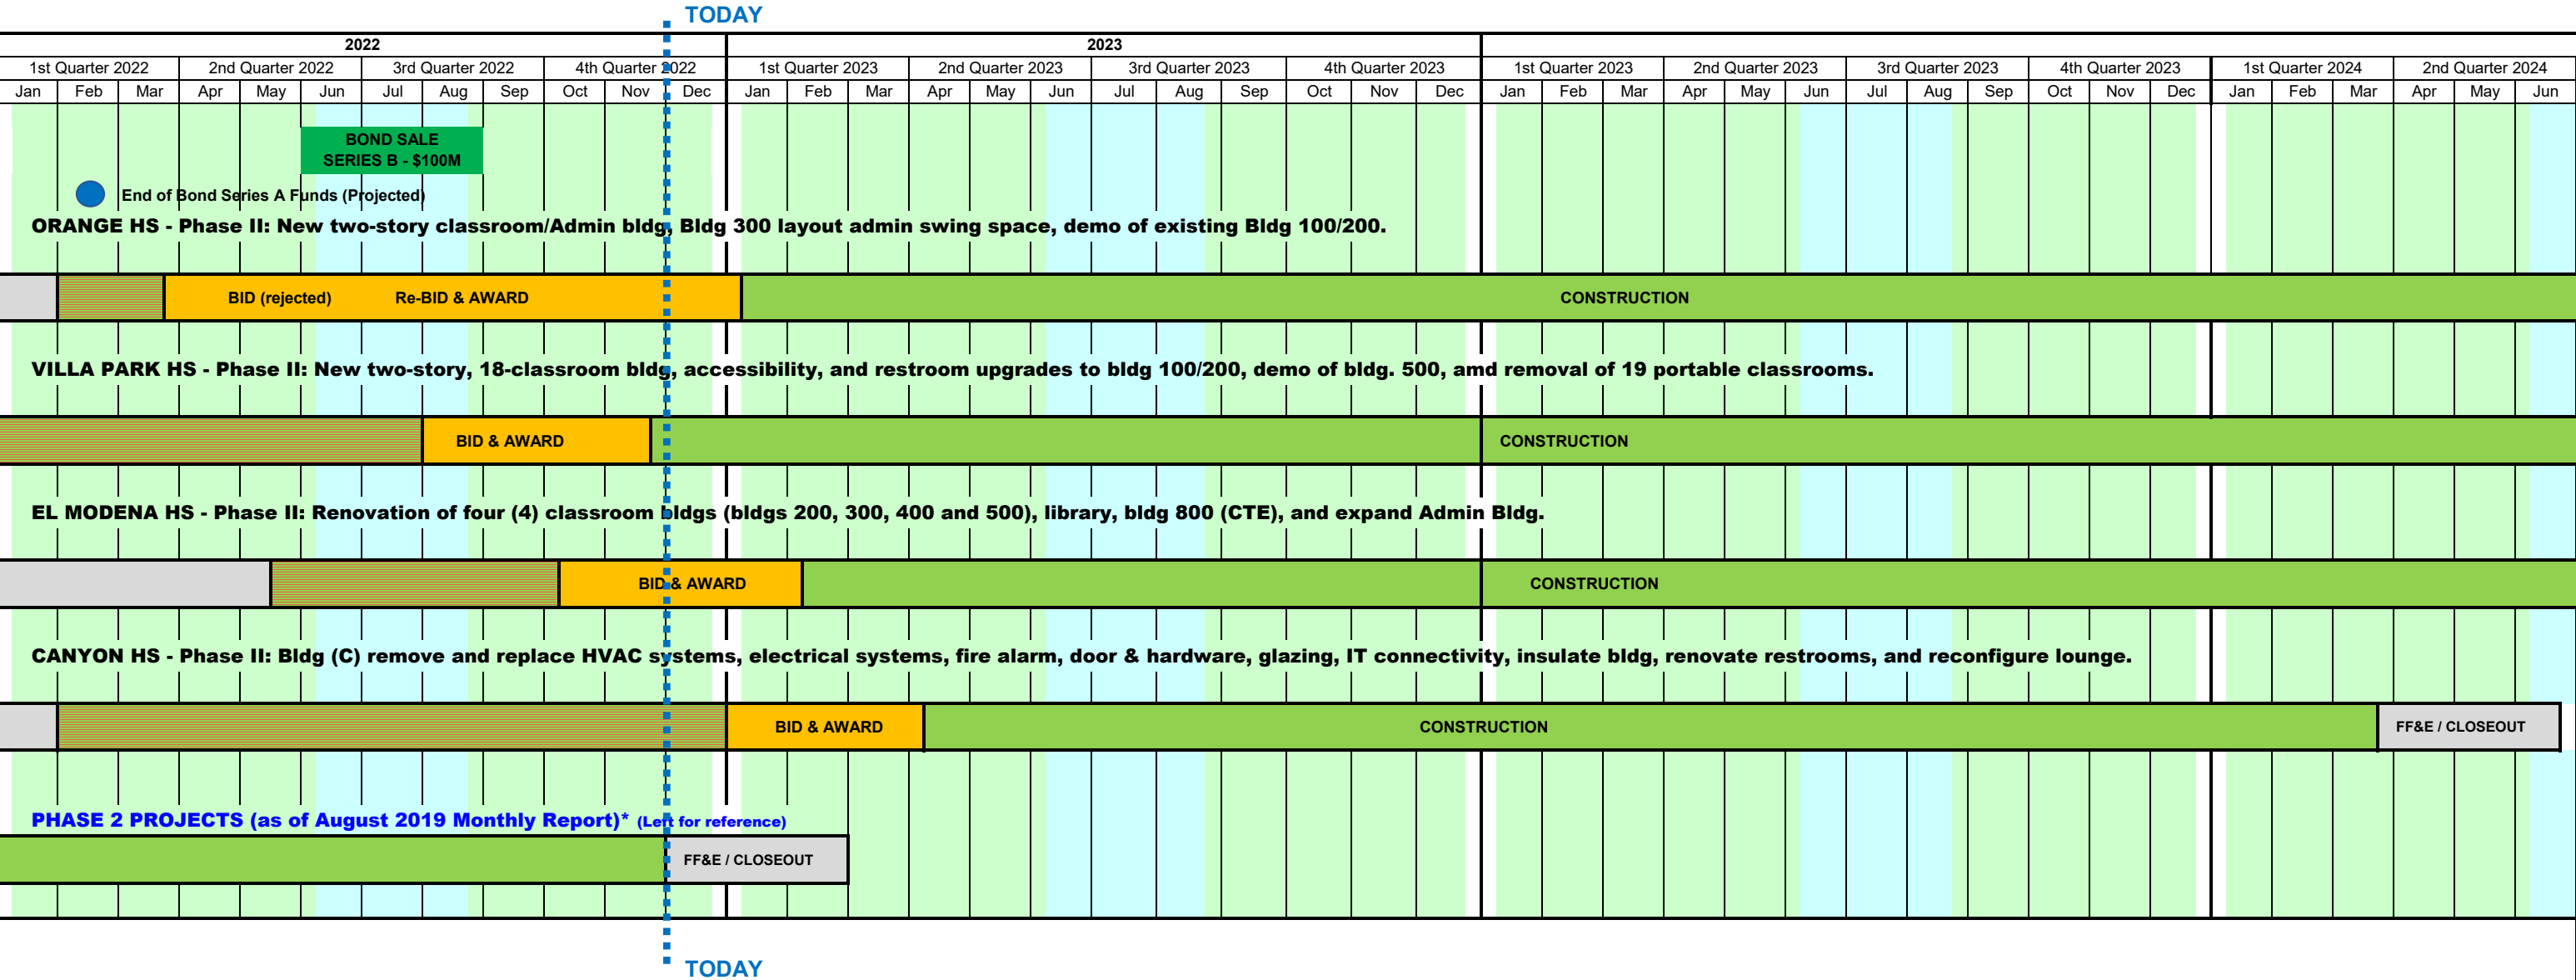 TODAY
2022 2023
1st Quarter 2022 2nd Quarter 2022 3rd Quarter 2022 4th Quarter 2022 1st Quarter 2023 2nd Quarter 2023 3rd Quarter 2023 4th Quarter 2023 1st Quarter 2023 2nd Quarter 2023 3rd Quarter 2023 4th Quarter 2023 1st Quarter 2024 2nd Quarter 2024
Jan Feb Mar Apr May Jun Jul Aug Sep Oct Nov Dec Jan Feb Mar Apr May Jun Jul Aug Sep Oct Nov Dec Jan Feb Mar Apr May Jun Jul Aug Sep Oct Nov Dec Jan Feb Mar Apr May Jun
BOND SALE
SERIES B - $100M
End of Bond Series A Funds (Projected)
ORANGE HS - Phase II: New two-story classroom/Admin bldg, Bldg 300 layout admin swing space, demo of existing Bldg 100/200.
BID (rejected) Re-BID & AWARD CONSTRUCTION
VILLA PARK HS - Phase II: New two-story, 18-classroom bldg, accessibility, and restroom upgrades to bldg 100/200, demo of bldg. 500, amd removal of 19 portable classrooms.
BID & AWARD CONSTRUCTION
EL MODENA HS - Phase II: Renovation of four (4) classroom bldgs (bldgs 200, 300, 400 and 500), library, bldg 800 (CTE), and expand Admin Bldg.
BID & AWARD CONSTRUCTION
CANYON HS - Phase II: Bldg (C) remove and replace HVAC systems, electrical systems, fire alarm, door & hardware, glazing, IT connectivity, insulate bldg, renovate restrooms, and reconfigure lounge.
BID & AWARD CONSTRUCTION FF&E / CLOSEOUT
PHASE 2 PROJECTS (as of August 2019 Monthly Report)* (Left for reference)
FF&E / CLOSEOUT
TODAY